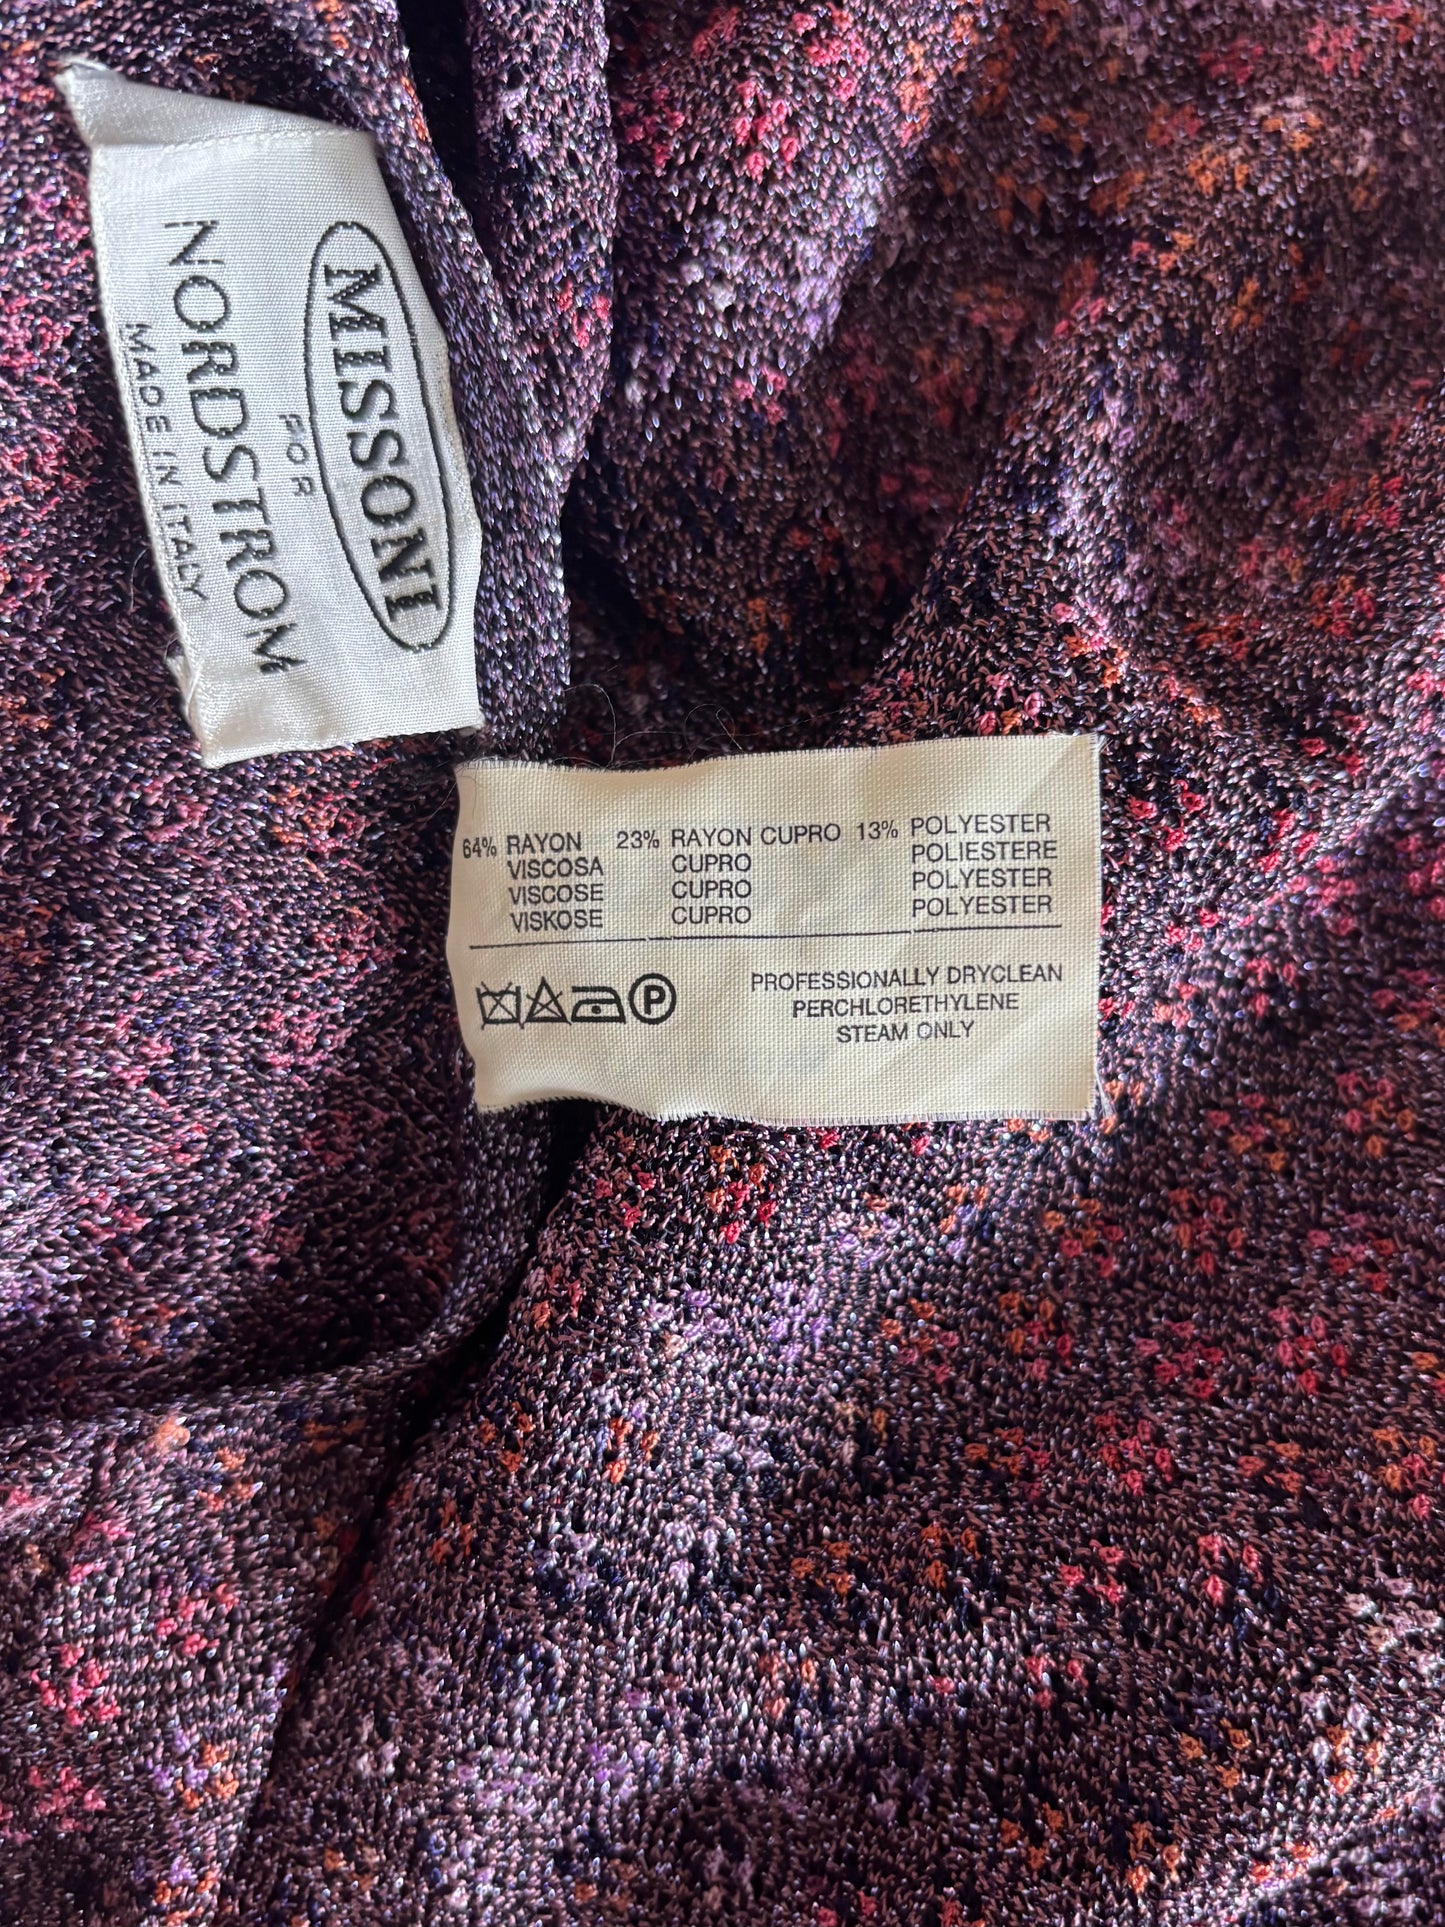 MISSONI
FOR
NORDSTROM
MADE IN ITALY
64% RAYON 23% RAYON CUPRO 13% POLYESTER
VISCOSA CUPRO POLIESTERE
VISCOSE CUPRO POLYESTER
VISKOSE CUPRO POLYESTER
P
PROFESSIONALLY DRYCLEAN
PERCHLORETHYLENE
STEAM ONLY